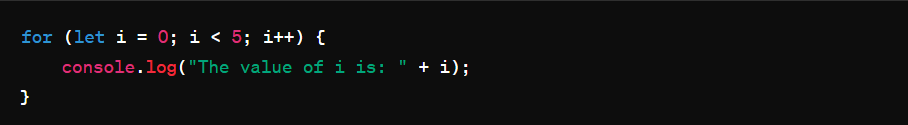 for (let i = 0; i < 5; i++) {
    console.log("The value of i is: " + i);
}